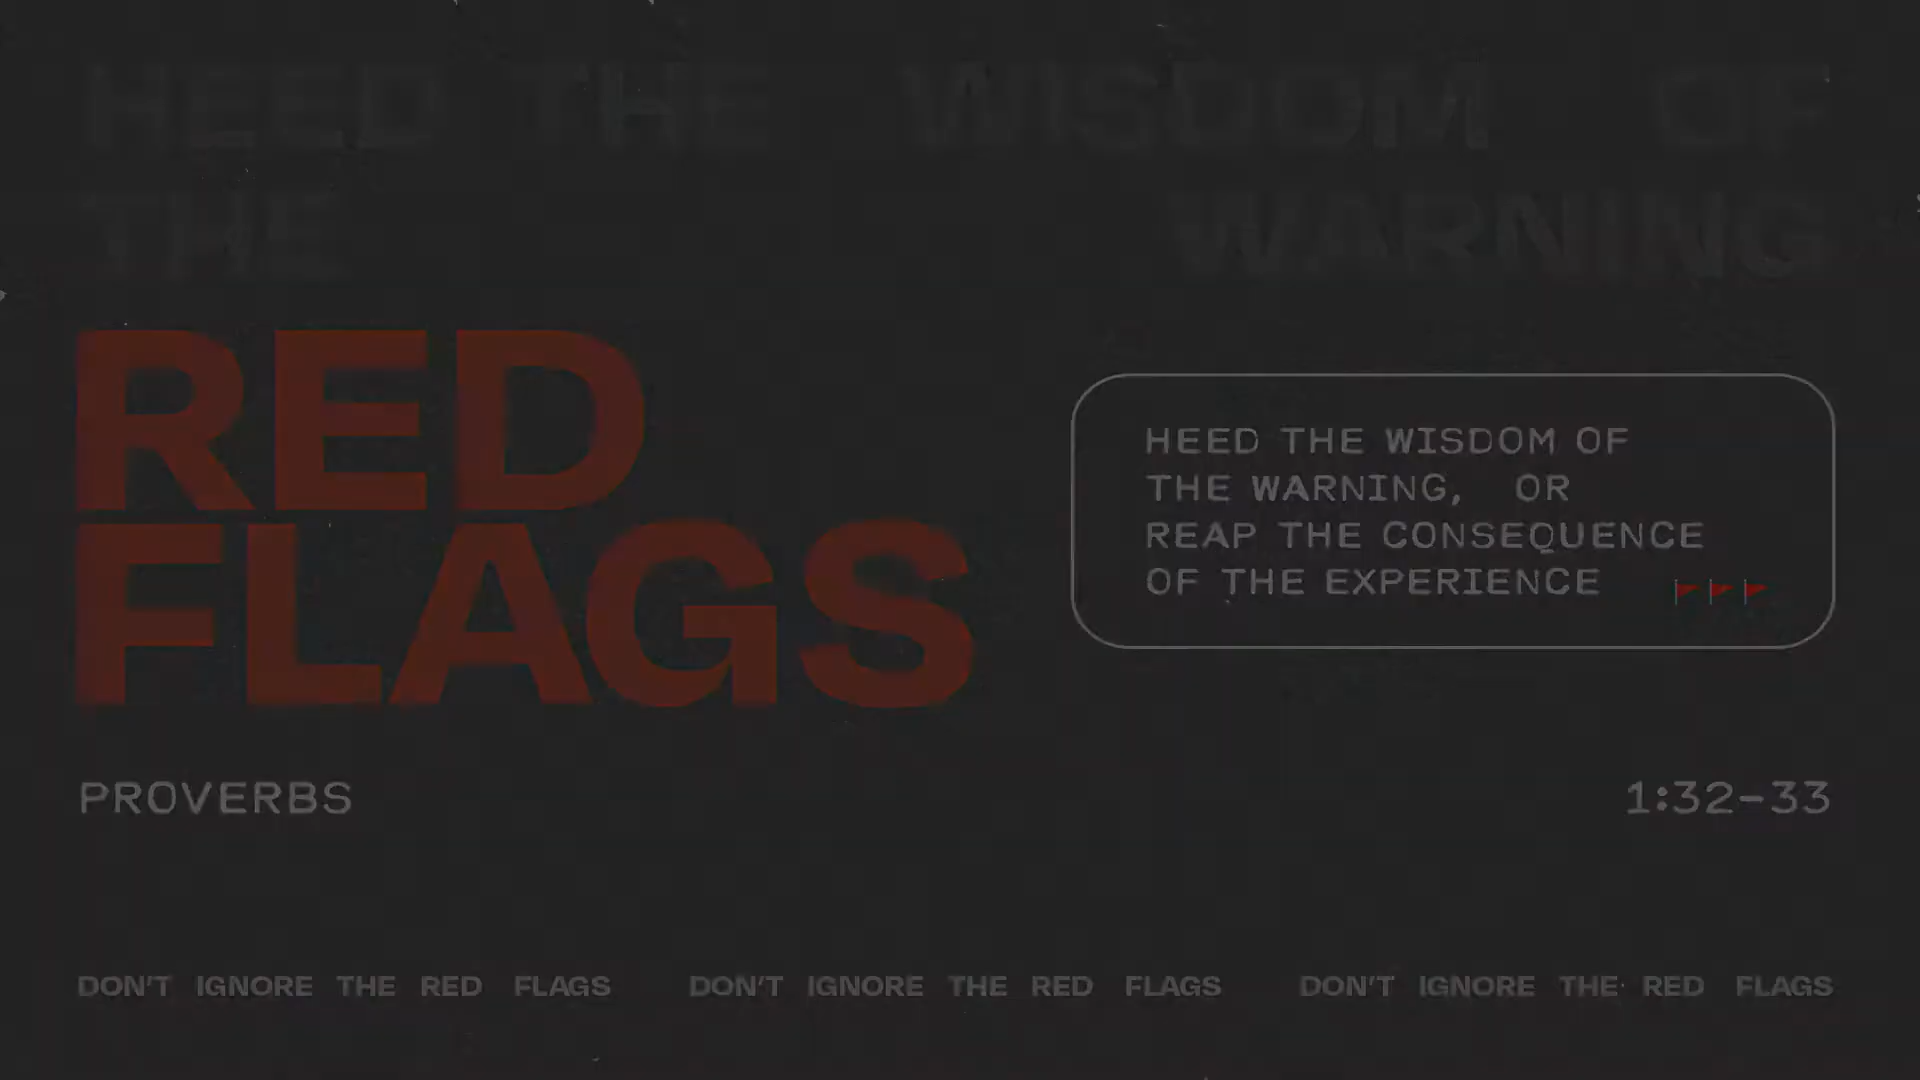 HEED THE WISDOM OF
THE WARNING
RED
FLAGS
HEED THE WISDOM OF
THE WARNING, OR
REAP THE CONSEQUENCE
OF THE EXPERIENCE
PROVERBS 1:32-33
DON'T IGNORE THE RED FLAGS DON'T IGNORE THE RED FLAGS DON'T IGNORE THE RED FLAGS